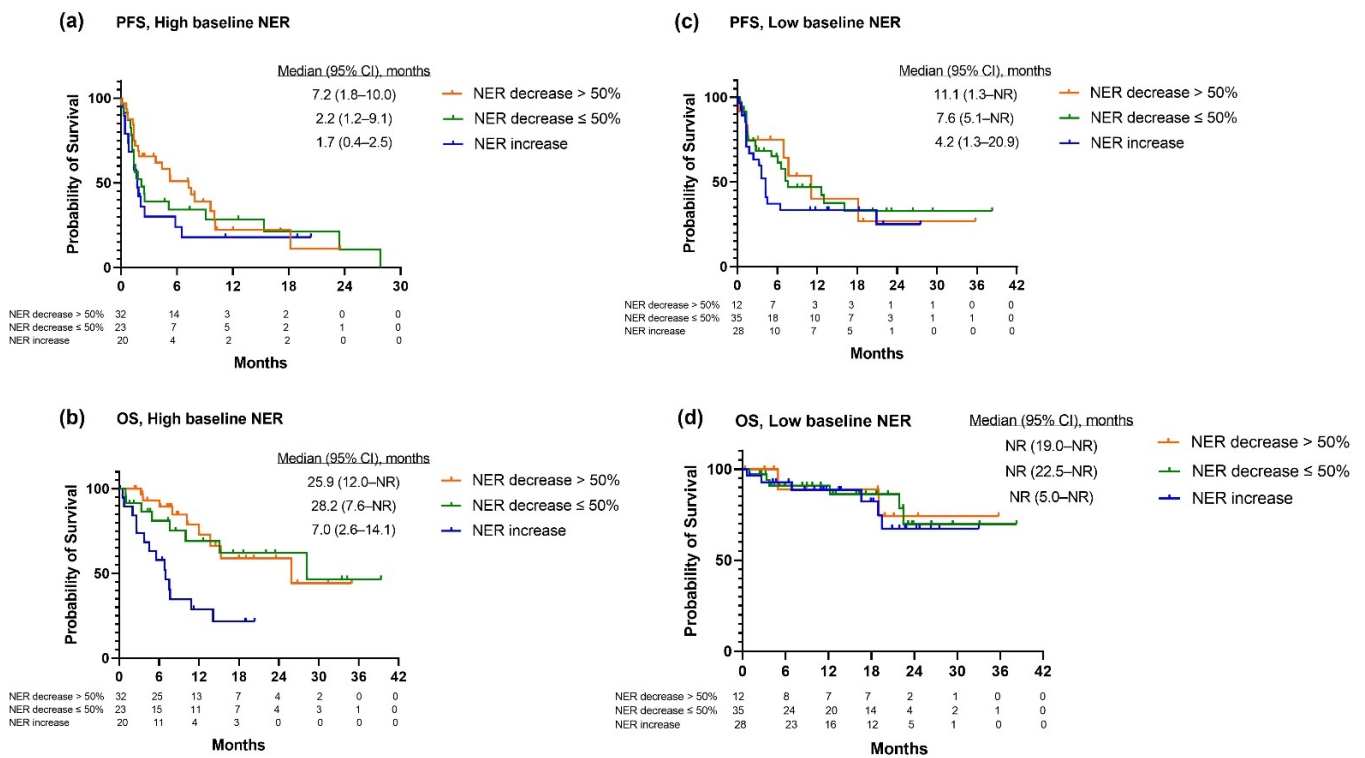 (a) PFS, High baseline NER
Median (95% CI), months
7.2 (1.8–10.0) NER decrease > 50%
2.2 (1.2–9.1) NER decrease ≤ 50%
1.7 (0.4–2.5) NER increase
Probability of Survival
100
50
0
0 6 12 18 24 30
NER decrease > 50% 32 14 3 2 0 0
NER decrease ≤ 50% 23 7 5 2 1 0
NER increase 20 4 2 2 0 0
Months
(c) PFS, Low baseline NER
Median (95% CI), months
11.1 (1.3–NR) NER decrease > 50%
7.6 (5.1–NR) NER decrease ≤ 50%
4.2 (1.3–20.9) NER increase
Probability of Survival
100
50
0
0 6 12 18 24 30 36 42
NER decrease > 50% 12 7 3 3 1 1 0 0
NER decrease ≤ 50% 35 18 10 7 3 1 1 0
NER increase 28 10 7 5 1 0 0 0
Months
(b) OS, High baseline NER
Median (95% CI), months
25.9 (12.0–NR) NER decrease > 50%
28.2 (7.6–NR) NER decrease ≤ 50%
7.0 (2.6–14.1) NER increase
Probability of Survival
100
50
0
0 6 12 18 24 30 36 42
NER decrease > 50% 32 25 13 7 4 2 0 0
NER decrease ≤ 50% 23 15 11 7 4 3 1 0
NER increase 20 11 4 3 0 0 0 0
Months
(d) OS, Low baseline NER
Median (95% CI), months
NR (19.0–NR) NER decrease > 50%
NR (22.5–NR) NER decrease ≤ 50%
NR (5.0–NR) NER increase
Probability of Survival
100
50
0
0 6 12 18 24 30 36 42
NER decrease > 50% 12 8 7 7 2 1 0 0
NER decrease ≤ 50% 35 24 20 14 4 2 1 0
NER increase 28 23 16 12 5 1 0 0
Months